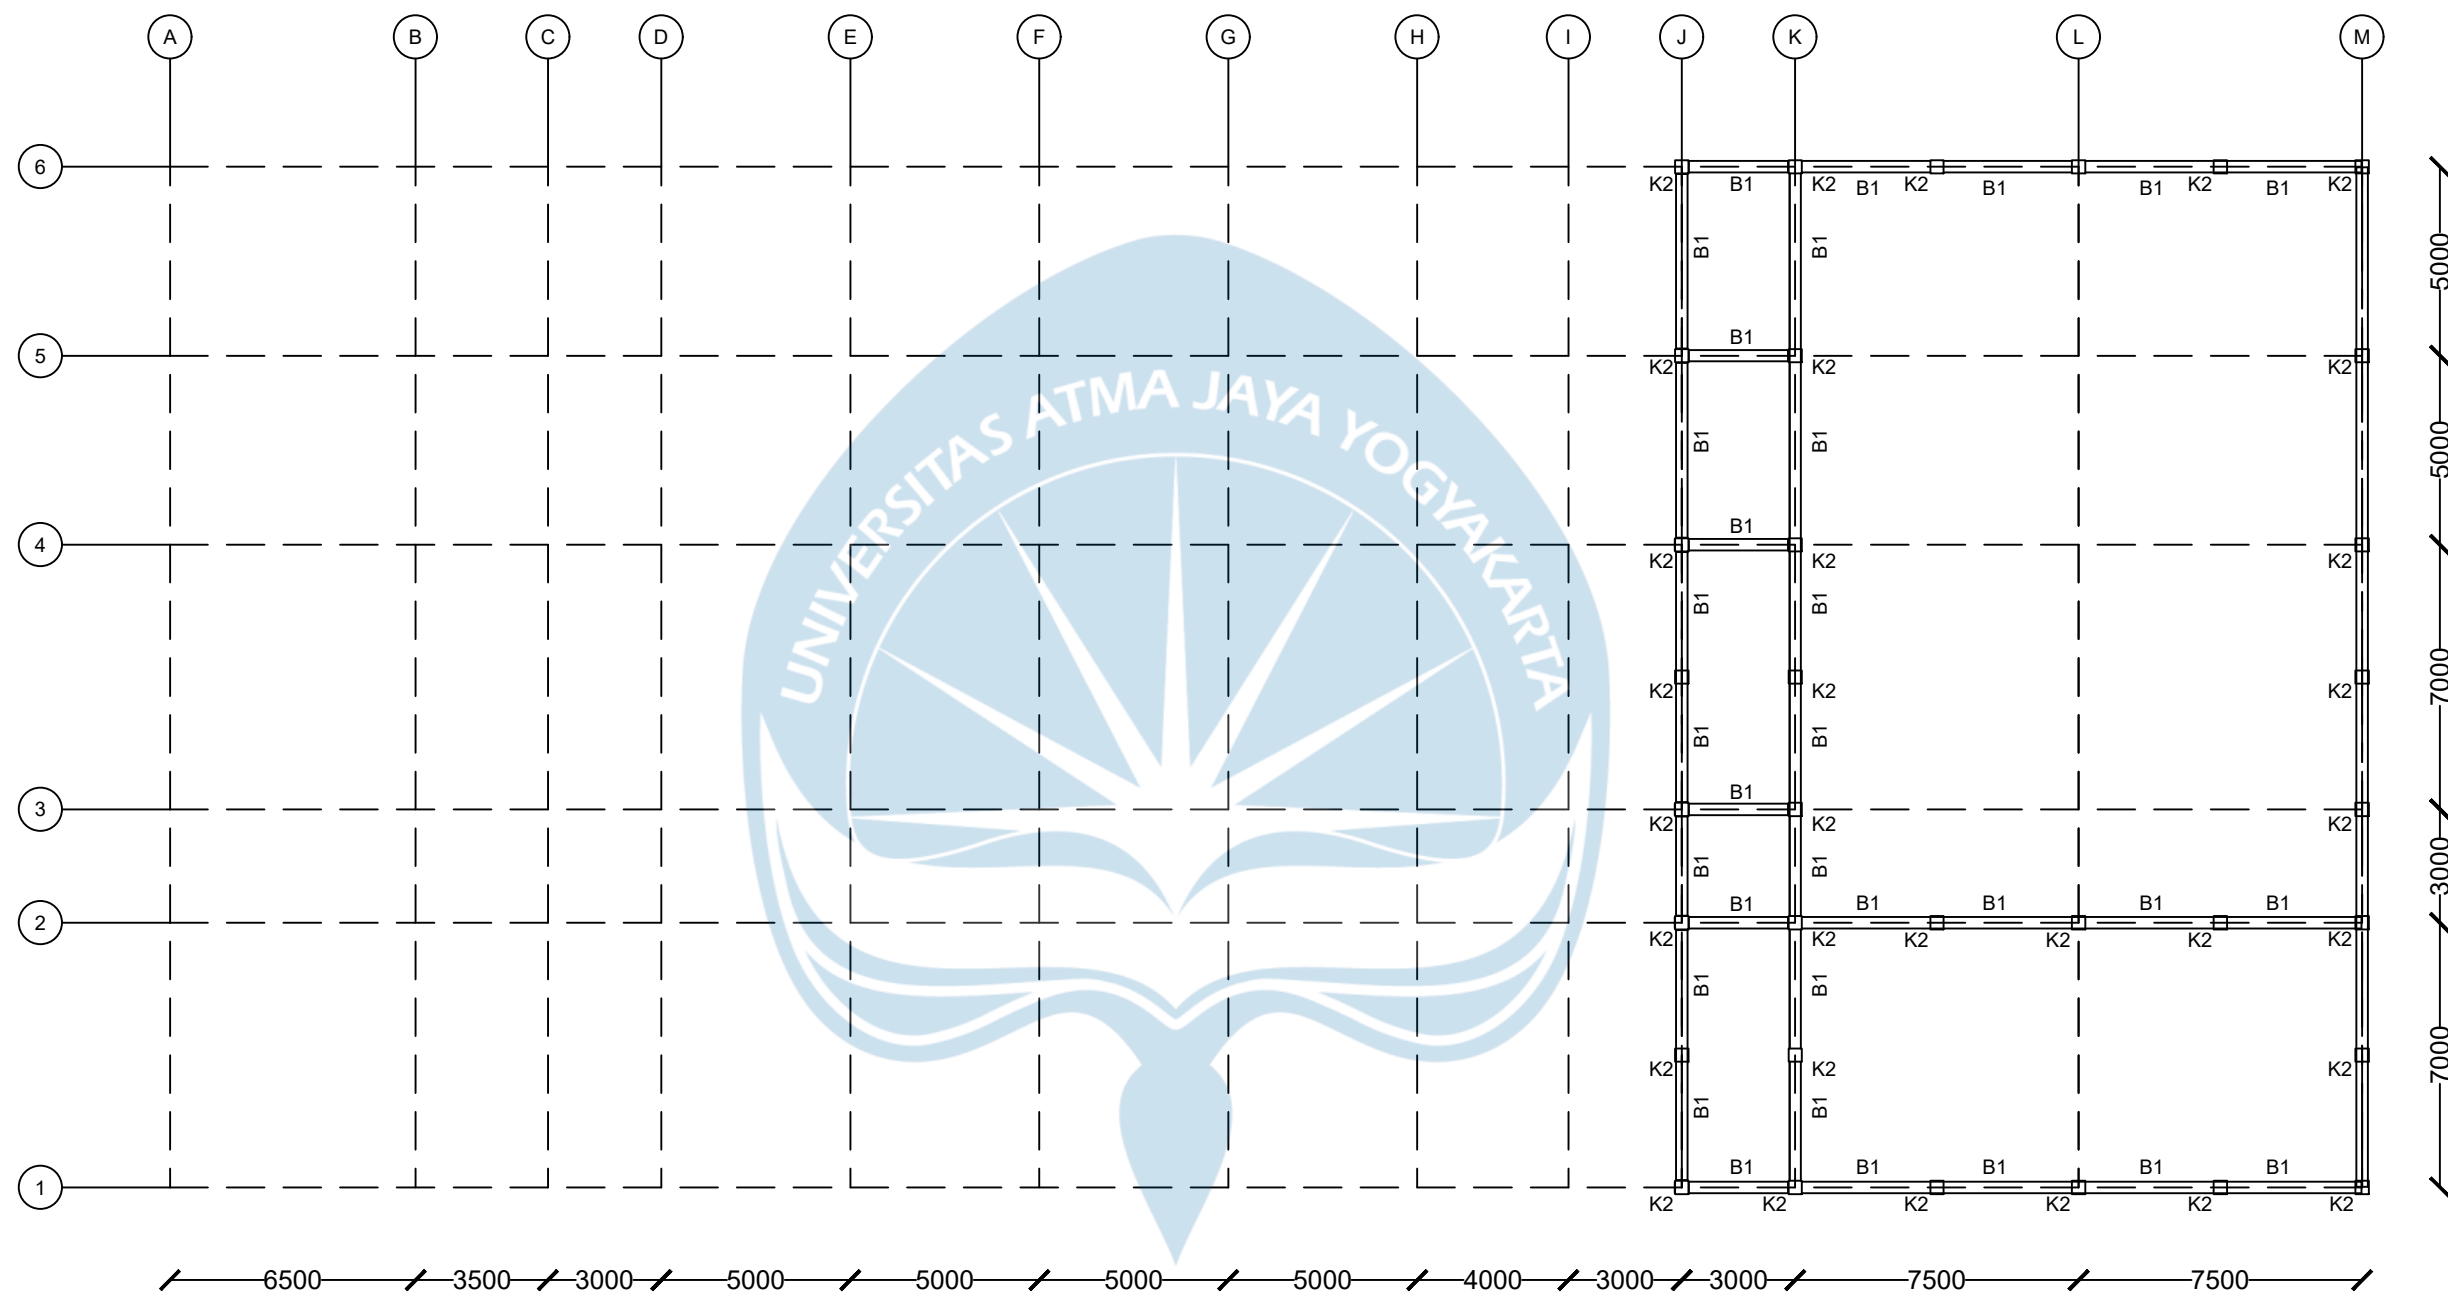 A B C D E F G H I J K L M
6
K2 B1 K2 B1 K2 B1 B1 K2 B1 K2
B1 B1 5000
B1
5
K2 K2 K2
UNIVERSITAS ATMA JAYA YOGYAKARTA
B1 B1 5000
B1
4
K2 K2 K2
B1 B1
K2 K2 K2 7000
B1 B1
B1
3
K2 K2 K2
B1 B1 3000
B1 B1 B1 B1 B1
2
K2 K2 K2 K2 K2 K2
B1 B1
K2 K2 K2 7000
B1 B1
B1 B1 B1 B1 B1
1
K2 K2 K2 K2 K2 K2
6500 3500 3000 5000 5000 5000 5000 4000 3000 3000 7500 7500